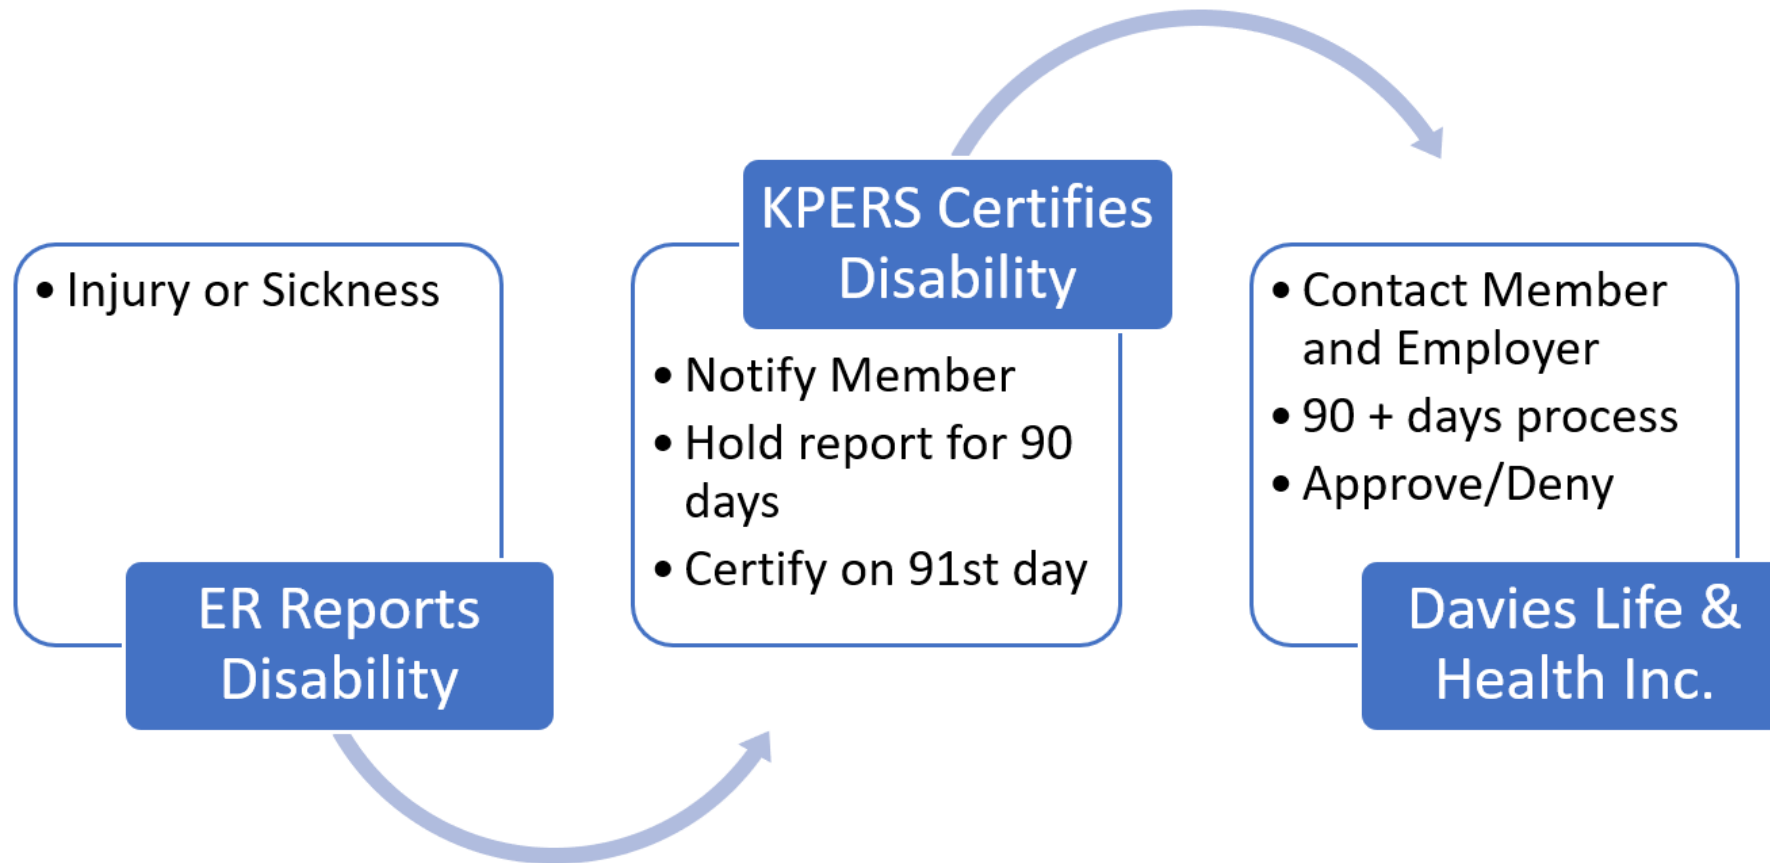 • Injury or Sickness
ER Reports
Disability
KPERS Certifies
Disability
• Notify Member
• Hold report for 90
days
• Certify on 91st day
• Contact Member
and Employer
• 90 + days process
• Approve/Deny
Davies Life &
Health Inc.